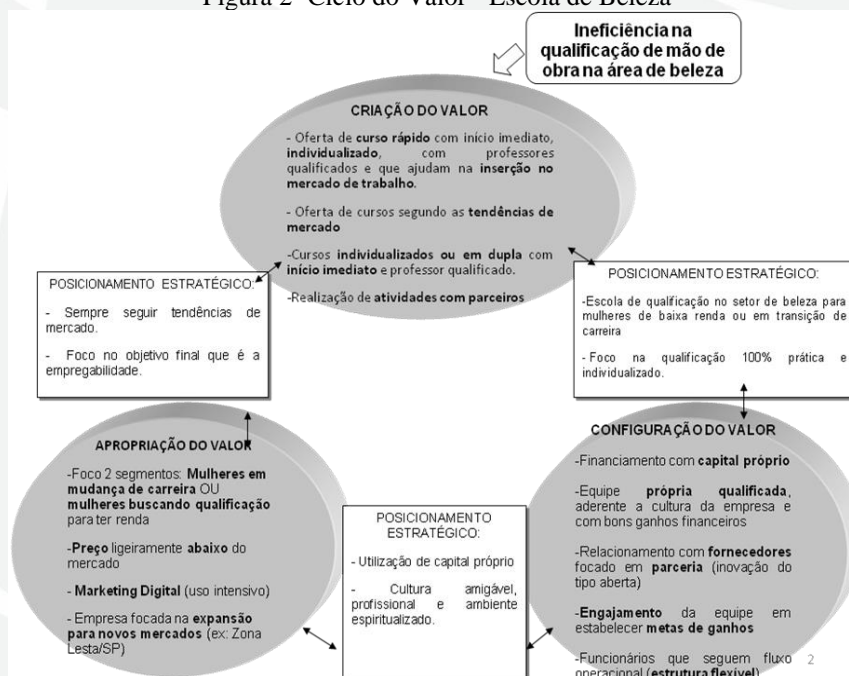 Figura 2- Ciclo do Valor - Escola de Beleza
Ineficiência na
qualificação de mão de
obra na área de beleza
CRIAÇÃO DO VALOR
- Oferta de curso rápido com início imediato,
individualizado, com professores
qualificados e que ajudam na inserção no
mercado de trabalho.
- Oferta de cursos segundo as tendências de
mercado
-Cursos individualizados ou em dupla com
início imediato e professor qualificado.
-Realização de atividades com parceiros
POSICIONAMENTO ESTRATÉGICO:
- Sempre seguir tendências de
mercado.
- Foco no objetivo final que é a
empregabilidade.
POSICIONAMENTO ESTRATÉGICO:
-Escola de qualificação no setor de beleza para
mulheres de baixa renda ou em transição de
carreira
- Foco na qualificação 100% prática e
individualizado.
APROPRIAÇÃO DO VALOR
-Foco 2 segmentos: Mulheres em
mudança de carreira OU
mulheres buscando qualificação
para ter renda
-Preço ligeiramente abaixo do
mercado
- Marketing Digital (uso intensivo)
- Empresa focada na expansão
para novos mercados (ex: Zona
Lesta/SP)
POSICIONAMENTO
ESTRATÉGICO:
- Utilização de capital próprio
- Cultura amigável,
profissional e ambiente
espiritualizado.
CONFIGURAÇÃO DO VALOR
-Financiamento com capital próprio
-Equipe própria qualificada,
aderente a cultura da empresa e
com bons ganhos financeiros
-Relacionamento com fornecedores
focado em parceria (inovação do
tipo aberta)
-Engajamento da equipe em
estabelecer metas de ganhos
-Funcionários que seguem fluxo
operacional (estrutura flexível)
2